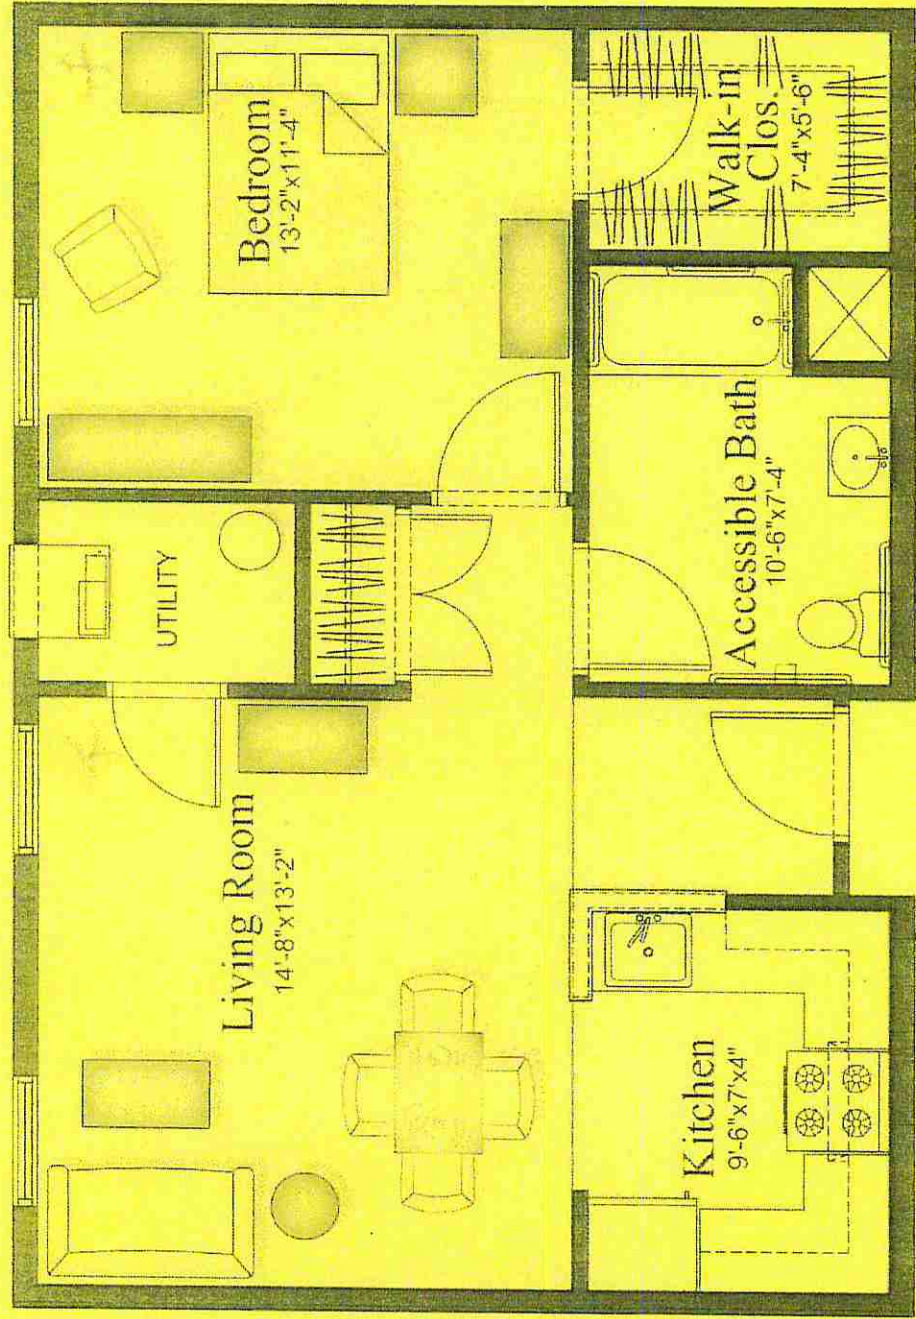 Living Room
14'-8"x13'-2"
UTILITY
Bedroom
13'-2"x11'-4"
Kitchen
9'-6"x7'x4"
Accessible Bath
10'-6"x7'-4"
Walk-in
Clos.
7'-4"x5'-6"